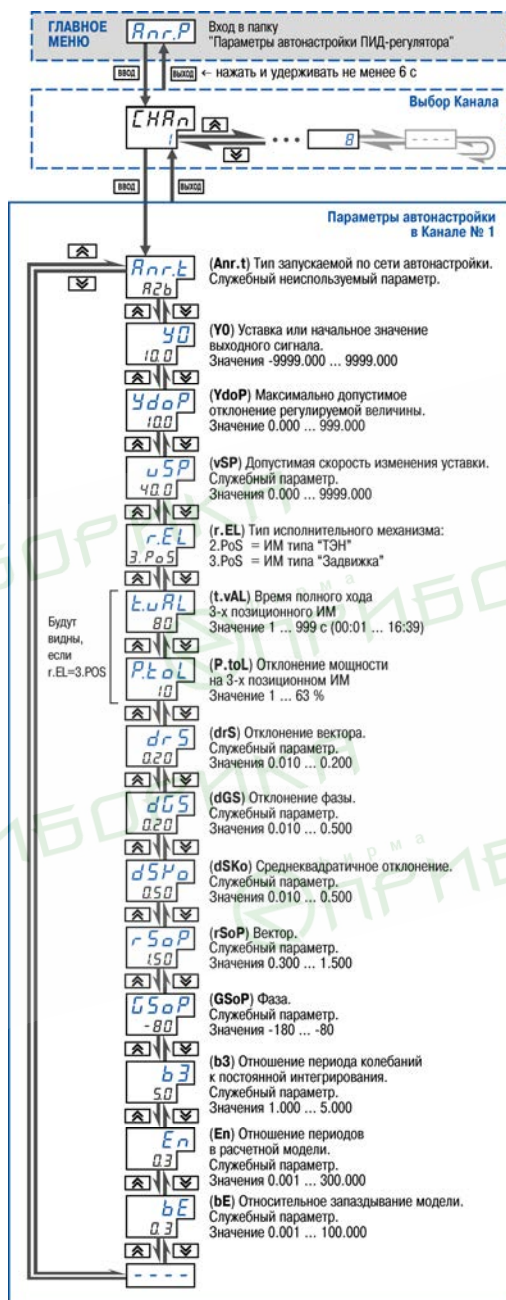 ГЛАВНОЕ
МЕНЮ
Anr.P
Вход в папку
"Параметры автонастройки ПИД-регулятора"
ВВОД
ВЫХОД
← нажать и удерживать не менее 6 с
Выбор Канала
CHAn
1
• • •
8
- - - -
ВВОД
ВЫХОД
Параметры автонастройки
в Канале № 1
Anr.t
A2b
(Anr.t) Тип запускаемой по сети автонастройки.
Служебный неиспользуемый параметр.
Y0
10.0
(Y0) Уставка или начальное значение
выходного сигнала.
Значения -9999.000 ... 9999.000
YdoP
10.0
(YdoP) Максимально допустимое
отклонение регулируемой величины.
Значение 0.000 ... 999.000
vSP
40.0
(vSP) Допустимая скорость изменения уставки.
Служебный параметр.
Значения 0.000 ... 9999.000
r.EL
3.PoS
(r.EL) Тип исполнительного механизма:
2.PoS = ИМ типа "ТЭН"
3.PoS = ИМ типа "Задвижка"
Будут
видны,
если
r.EL=3.POS
t.vAL
80
(t.vAL) Время полного хода
3-х позиционного ИМ
Значение 1 ... 999 с (00:01 ... 16:39)
P.toL
10
(P.toL) Отклонение мощности
на 3-х позиционном ИМ
Значение 1 ... 63 %
drS
0.20
(drS) Отклонение вектора.
Служебный параметр.
Значения 0.010 ... 0.200
dGS
0.20
(dGS) Отклонение фазы.
Служебный параметр.
Значения 0.010 ... 0.500
dSKo
0.50
(dSKo) Среднеквадратичное отклонение.
Служебный параметр.
Значения 0.010 ... 0.500
rSoP
1.50
(rSoP) Вектор.
Служебный параметр.
Значения 0.300 ... 1.500
GSoP
-80
(GSoP) Фаза.
Служебный параметр.
Значения -180 ... -80
b3
5.0
(b3) Отношение периода колебаний
к постоянной интегрирования.
Служебный параметр.
Значения 1.000 ... 5.000
En
0.3
(En) Отношение периодов
в расчетной модели.
Служебный параметр.
Значения 0.001 ... 300.000
bE
0.3
(bE) Относительное запаздывание модели.
Служебный параметр.
Значение 0.001 ... 100.000
- - - -